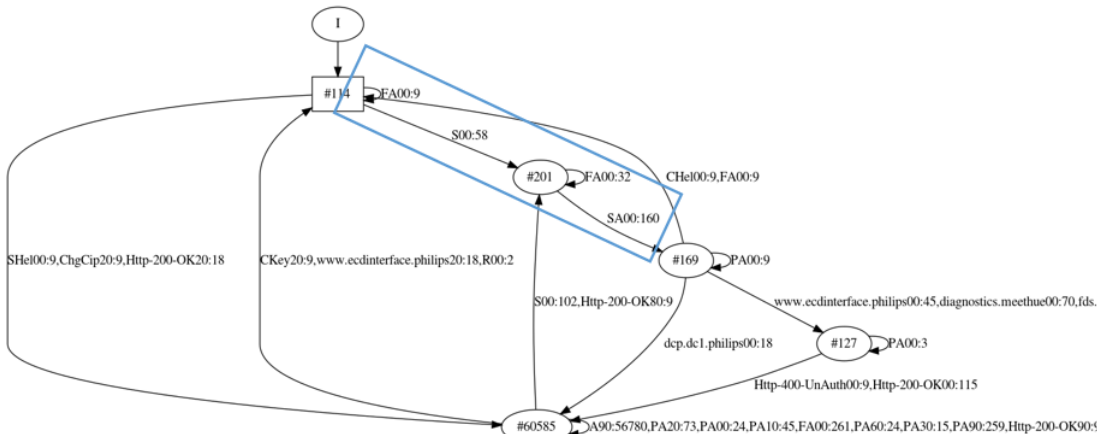 I
#114
FA00:9
S00:58
#201
FA00:32
CHel00:9,FA00:9
SA00:160
SHel00:9,ChgCip20:9,Http-200-OK20:18
CKey20:9,www.ecdinterface.philips20:18,R00:2
#169
PA00:9
S00:102,Http-200-OK80:9
www.ecdinterface.philips00:45,diagnostics.meethue00:70,fds.
dcp.dc1.philips00:18
#127
PA00:3
Http-400-UnAuth00:9,Http-200-OK00:115
#60585
A90:56780,PA20:73,PA00:24,PA10:45,FA00:261,PA60:24,PA30:15,PA90:259,Http-200-OK90:9